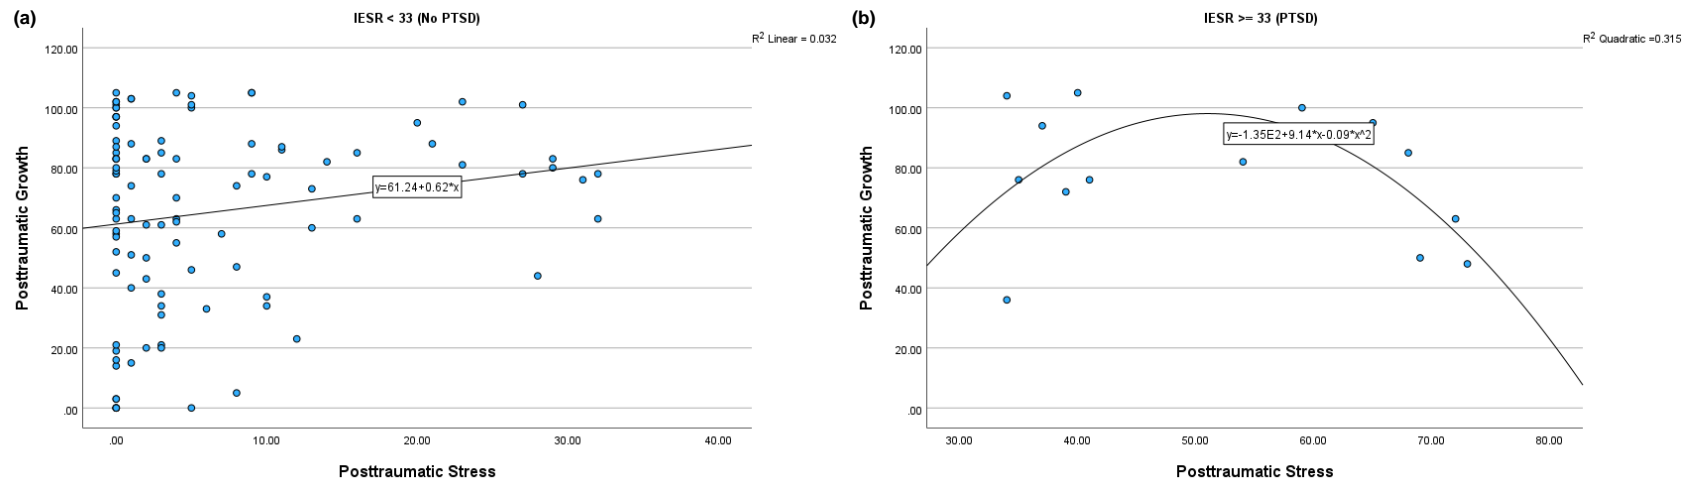 (a)
IESR < 33 (No PTSD)
R² Linear = 0.032
120.00
100.00
80.00
60.00
40.00
20.00
.00
Posttraumatic Growth
y=61.24+0.62*x
.00 10.00 20.00 30.00 40.00
Posttraumatic Stress
(b)
IESR >= 33 (PTSD)
R² Quadratic =0.315
120.00
100.00
80.00
60.00
40.00
20.00
.00
Posttraumatic Growth
y=-1.35E2+9.14*x-0.09*x^2
30.00 40.00 50.00 60.00 70.00 80.00
Posttraumatic Stress